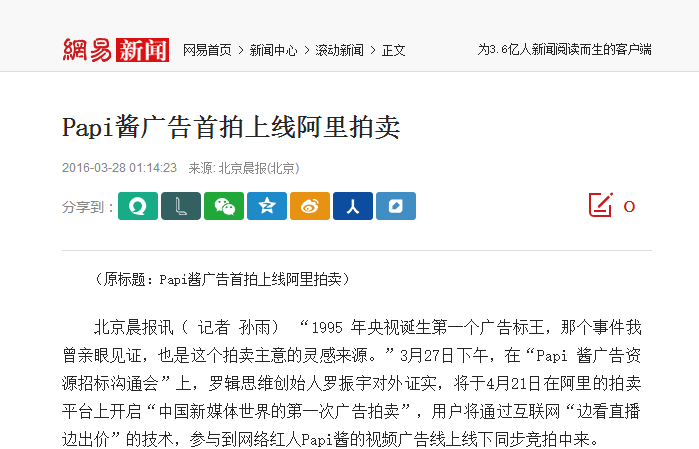 網易新闻 网易首页 > 新闻中心 > 滚动新闻 > 正文 为3.6亿人新闻阅读而生的客户端
Papi酱广告首拍上线阿里拍卖
2016-03-28 01:14:23 来源: 北京晨报(北京)
分享到： 0
（原标题：Papi酱广告首拍上线阿里拍卖）
北京晨报讯（ 记者 孙雨） “1995 年央视诞生第一个广告标王，那个事件我
曾亲眼见证，也是这个拍卖主意的灵感来源。”3月27日下午，在“Papi 酱广告资
源招标沟通会”上，罗辑思维创始人罗振宇对外证实，将于4月21日在阿里的拍卖
平台上开启“中国新媒体世界的第一次广告拍卖”，用户将通过互联网“边看直播
边出价”的技术，参与到网络红人Papi酱的视频广告线上线下同步竞拍中来。